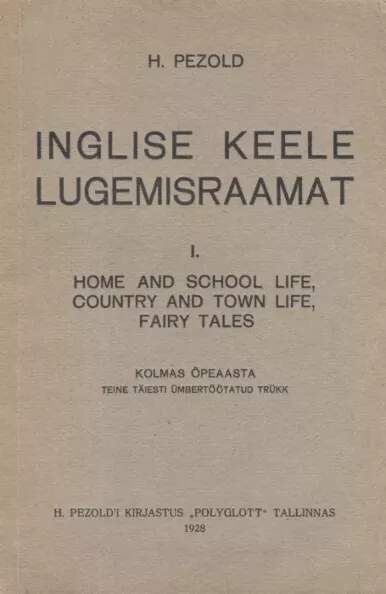 H. PEZOLD
INGLISE KEELE
LUGEMISRAAMAT
I.
HOME AND SCHOOL LIFE,
COUNTRY AND TOWN LIFE,
FAIRY TALES
KOLMAS ÕPEAASTA
TEINE TÄIESTI ÜMBERTÖÖTATUD TRÜKK
H. PEZOLD'I KIRJASTUS „POLYGLOTT“ TALLINNAS
1928